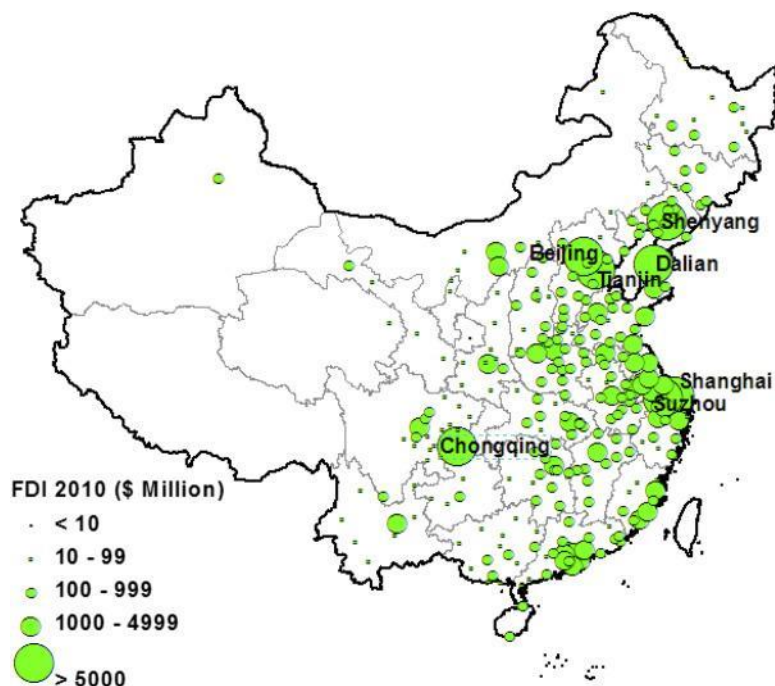 Shenyang
Beijing
Dalian
Tianjin
Shanghai
Suzhou
Chongqing
FDI 2010 ($ Million)
< 10
10 - 99
100 - 999
1000 - 4999
> 5000